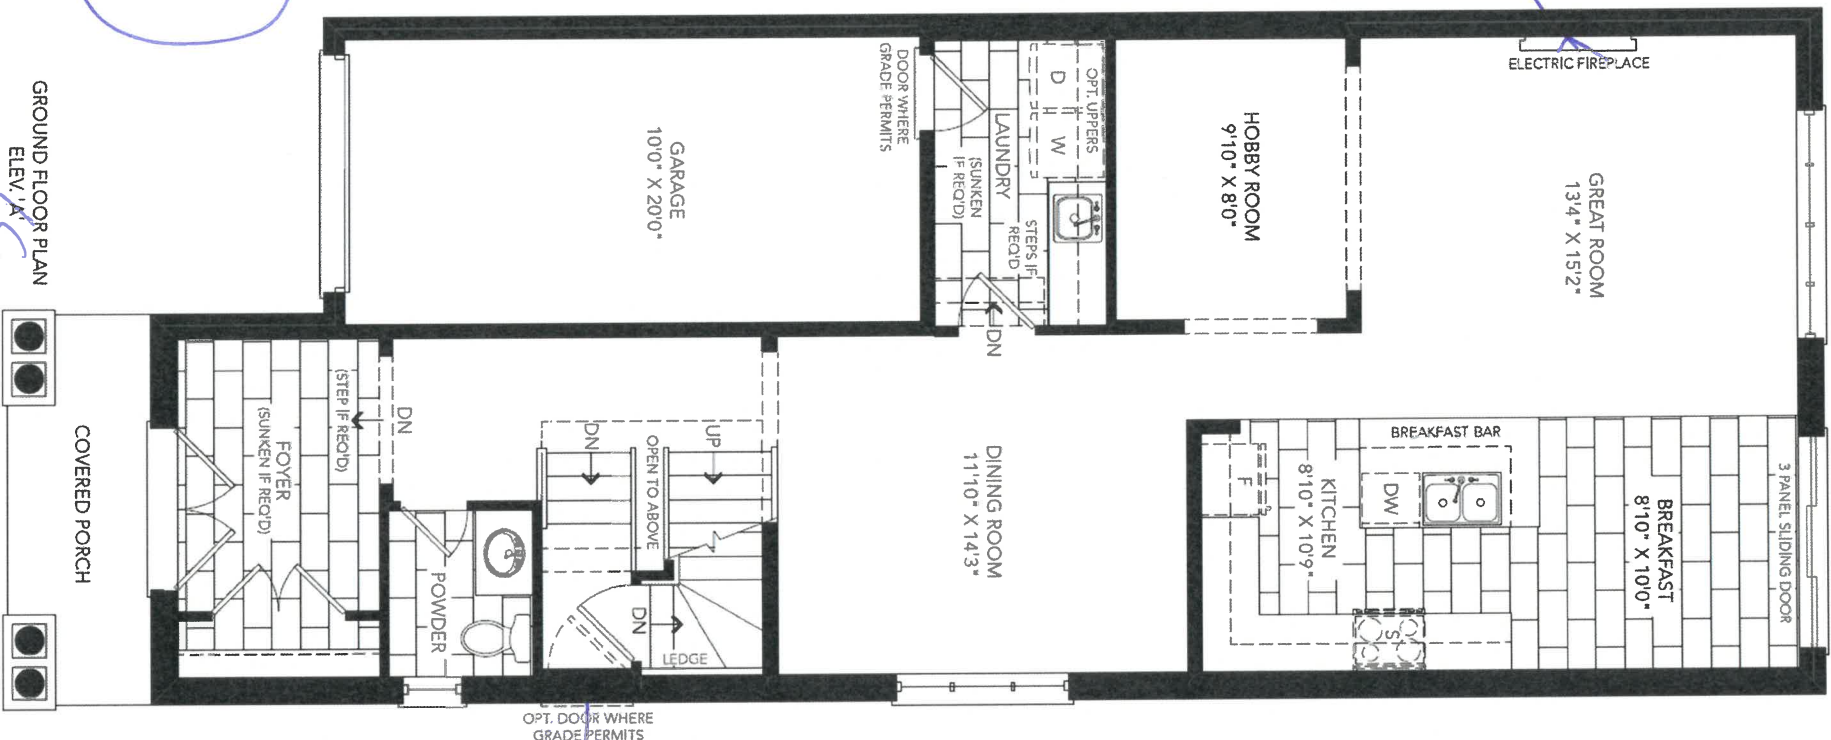 ELECTRIC FIREPLACE
GREAT ROOM
13'4" X 15'2"
HOBBY ROOM
9'10" X 8'0"
OPT. UPPERS
D
W
LAUNDRY
(SUNKEN
IF REQ'D)
STEPS IF
REQ'D
DN
DOOR WHERE
GRADE PERMITS
GARAGE
10'0" X 20'0"
GROUND FLOOR PLAN
ELEV. 'A'
3 PANEL SLIDING DOOR
BREAKFAST
8'10" X 10'0"
BREAKFAST BAR
DW
KITCHEN
8'10" X 10'9"
F
S
DINING ROOM
11'10" X 14'3"
UP
OPEN TO ABOVE
DN
DN
LEDGE
DN
(STEP IF REQ'D)
FOYER
(SUNKEN IF REQ'D)
POWDER
COVERED PORCH
OPT. DOOR WHERE
GRADE PERMITS